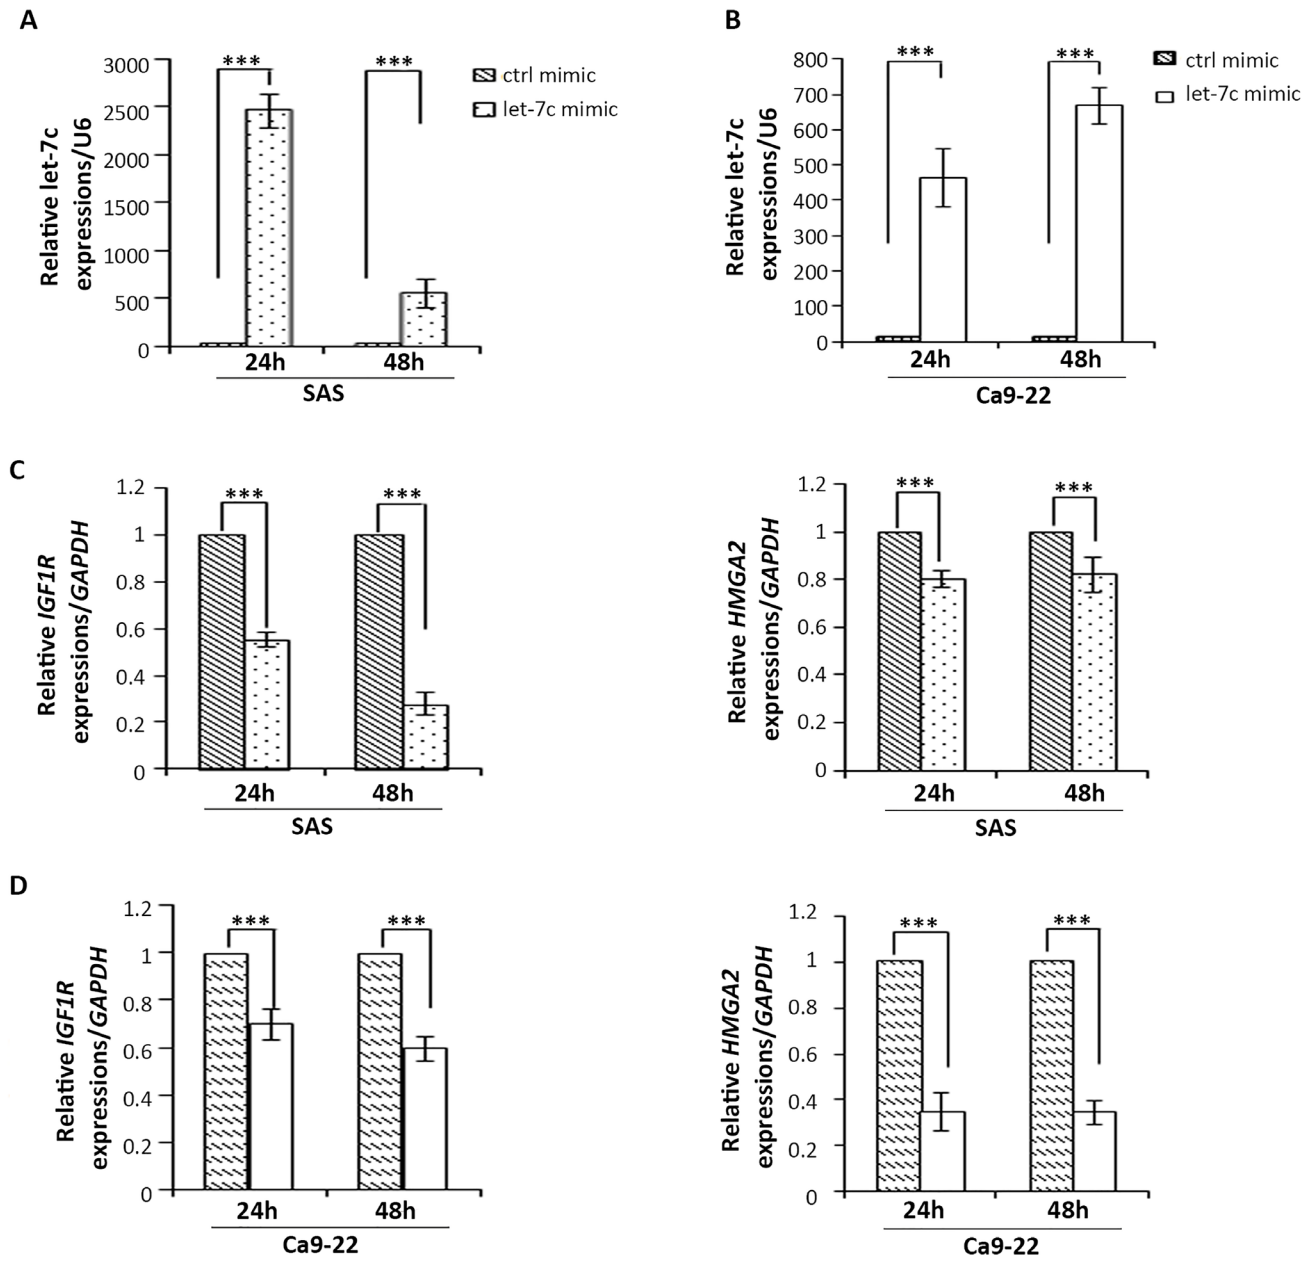 A
Relative let-7c
expressions/U6
3000
2500
2000
1500
1000
500
0
***
***
ctrl mimic
let-7c mimic
24h
48h
SAS
B
Relative let-7c
expressions/U6
800
700
600
500
400
300
200
100
0
***
***
ctrl mimic
let-7c mimic
24h
48h
Ca9-22
C
Relative IGF1R
expressions/GAPDH
1.2
1
0.8
0.6
0.4
0.2
0
***
***
24h
48h
SAS
Relative HMGA2
expressions/GAPDH
1.2
1
0.8
0.6
0.4
0.2
0
***
***
24h
48h
SAS
D
Relative IGF1R
expressions/GAPDH
1.2
1
0.8
0.6
0.4
0.2
0
***
***
24h
48h
Ca9-22
Relative HMGA2
expressions/GAPDH
1.2
1
0.8
0.6
0.4
0.2
0
***
***
24h
48h
Ca9-22